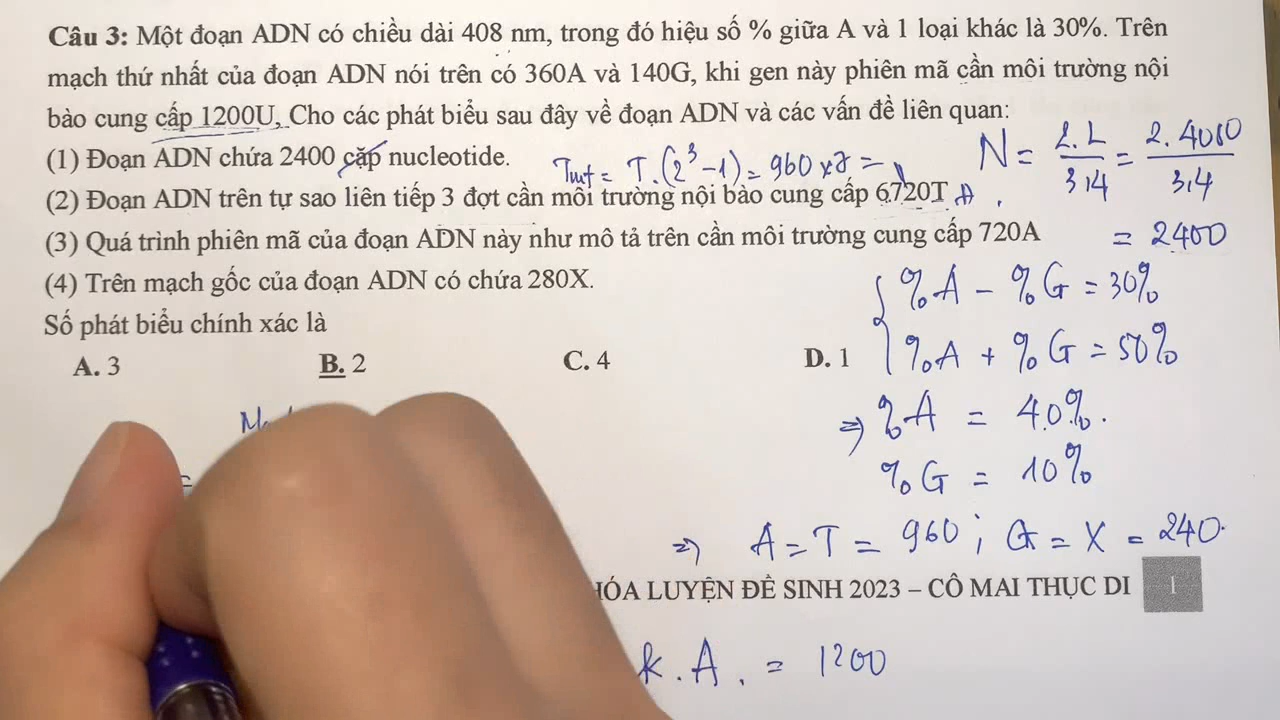 Câu 3: Một đoạn ADN có chiều dài 408 nm, trong đó hiệu số % giữa A và 1 loại khác là 30%. Trên
mạch thứ nhất của đoạn ADN nói trên có 360A và 140G, khi gen này phiên mã cần môi trường nội
bào cung cấp 1200U, Cho các phát biểu sau đây về đoạn ADN và các vấn đề liên quan:
(1) Đoạn ADN chứa 2400 cặp nucleotide.
Tmt = T.(2³-1) = 960 x 7 =
N = 2.L / 3,4 = 2.4080 / 3,4
(2) Đoạn ADN trên tự sao liên tiếp 3 đợt cần môi trường nội bào cung cấp 6720T
(3) Quá trình phiên mã của đoạn ADN này như mô tả trên cần môi trường cung cấp 720A
= 2400
(4) Trên mạch gốc của đoạn ADN có chứa 280X.
%A - %G = 30%
Số phát biểu chính xác là
%A + %G = 50%
A. 3 B. 2 C. 4 D. 1
=> %A = 40%.
%G = 10%
=> A = T = 960 ; G = X = 240.
ÓA LUYỆN ĐỀ SINH 2023 – CÔ MAI THỤC DI 1
k.A. = 1200